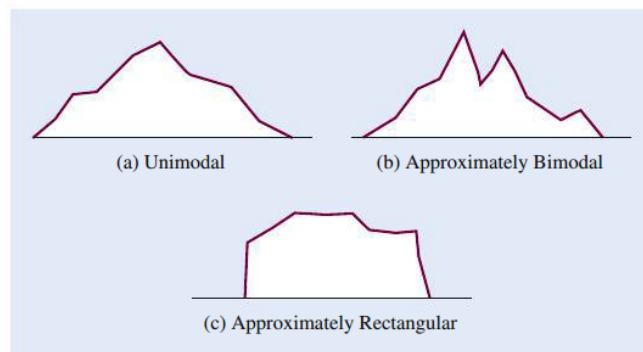 (a) Unimodal
(b) Approximately Bimodal
(c) Approximately Rectangular